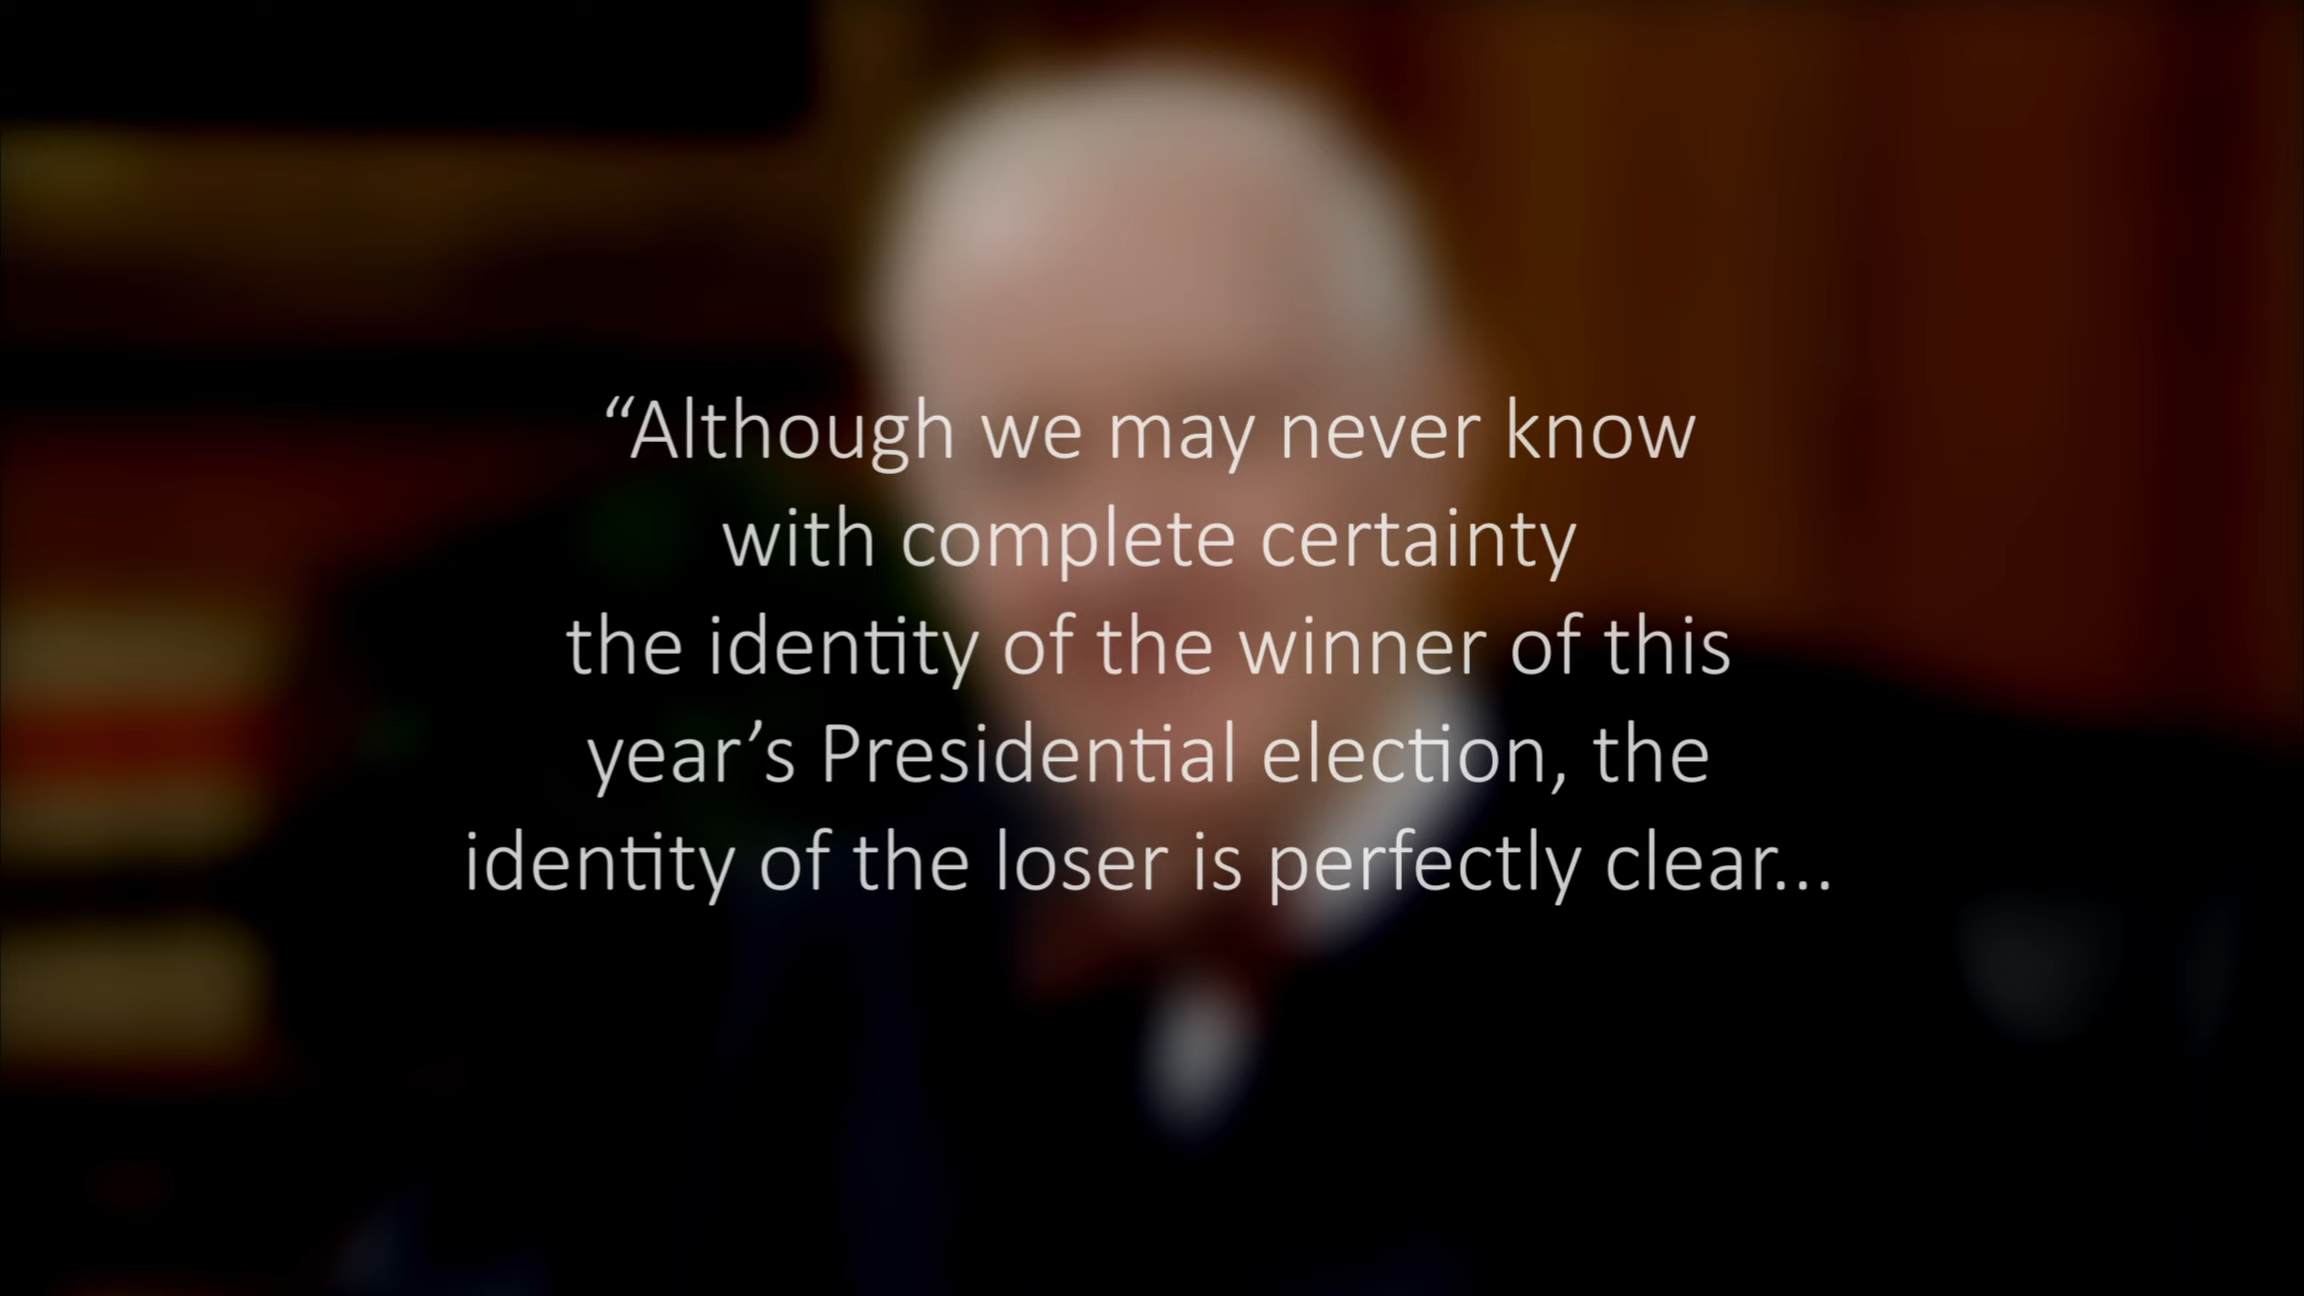 “Although we may never know
with complete certainty
the identity of the winner of this
year’s Presidential election, the
identity of the loser is perfectly clear...